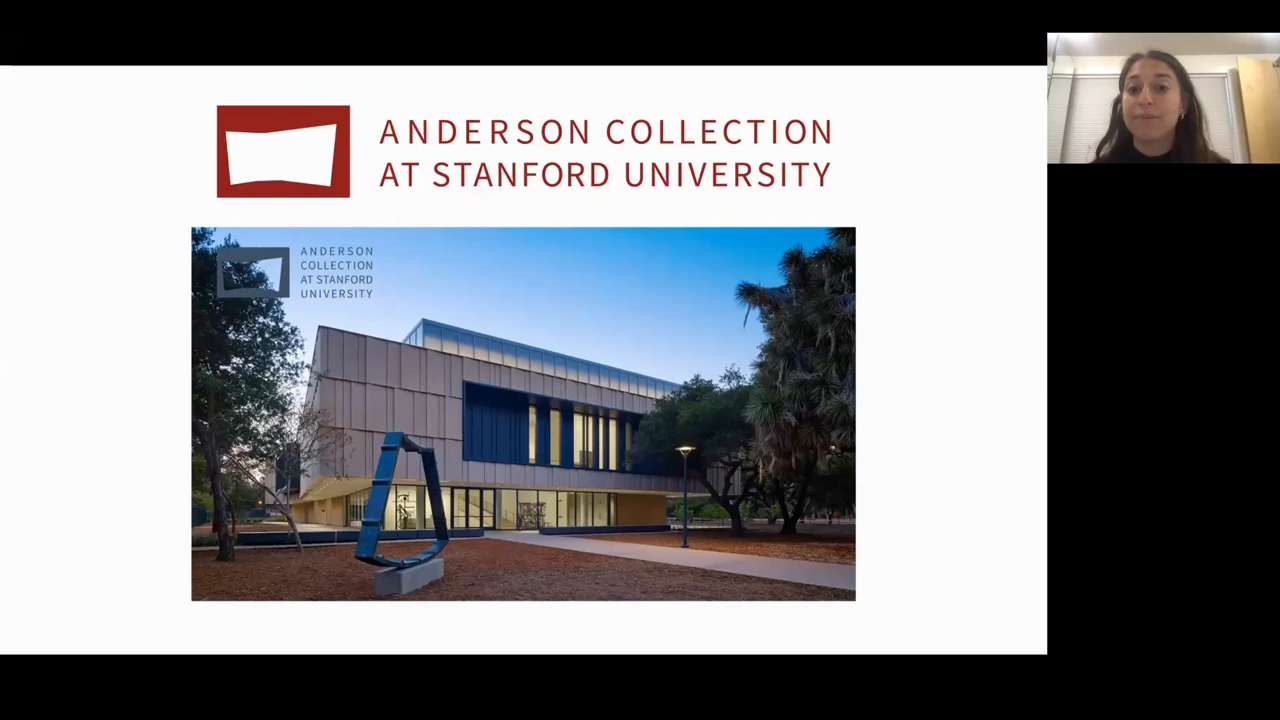 ANDERSON COLLECTION
AT STANFORD UNIVERSITY
ANDERSON
COLLECTION
AT STANFORD
UNIVERSITY